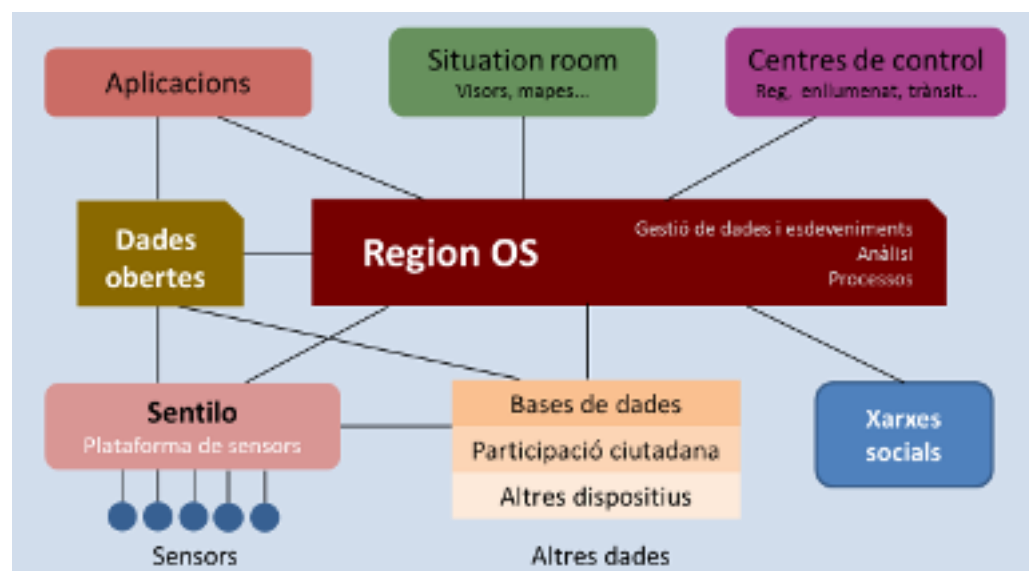 Aplicacions
Situation room
Visors, mapes...
Centres de control
Reg, enllumenat, trànsit...
Dades
obertes
Region OS
Gestió de dades i esdeveniments
Anàlisi
Processos
Sentilo
Plataforma de sensors
Bases de dades
Participació ciutadana
Altres dispositius
Xarxes
socials
Sensors
Altres dades